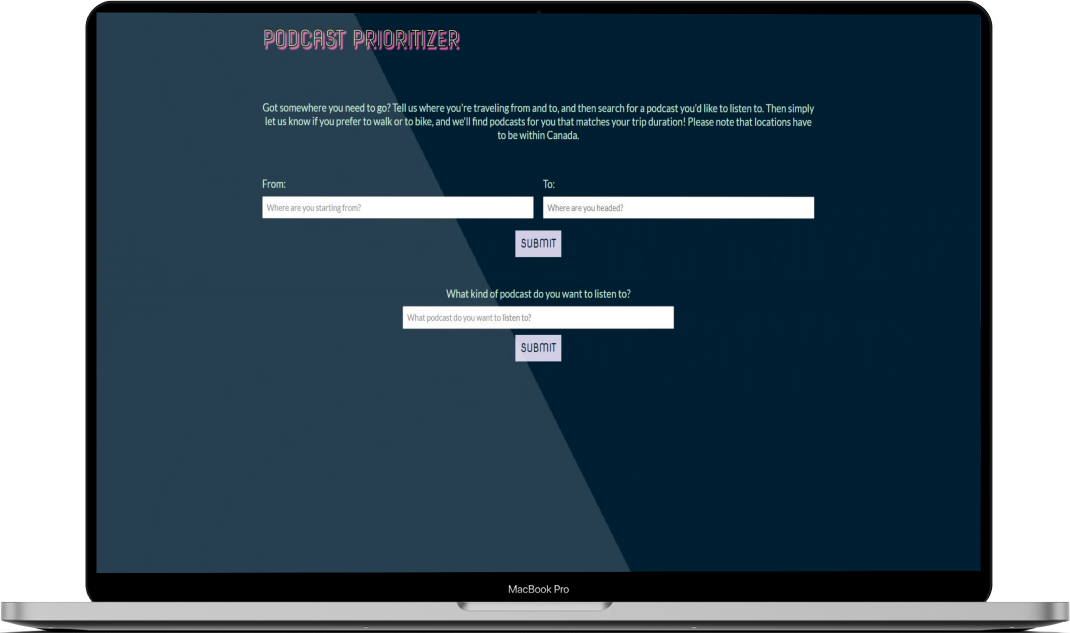 PODCAST PRIORITIZER
Got somewhere you need to go? Tell us where you're traveling from and to, and then search for a podcast you'd like to listen to. Then simply
let us know if you prefer to walk or to bike, and we'll find podcasts for you that matches your trip duration! Please note that locations have
to be within Canada.
From: To:
Where are you starting from? Where are you headed?
SUBMIT
What kind of podcast do you want to listen to?
What podcast do you want to listen to?
SUBMIT
MacBook Pro